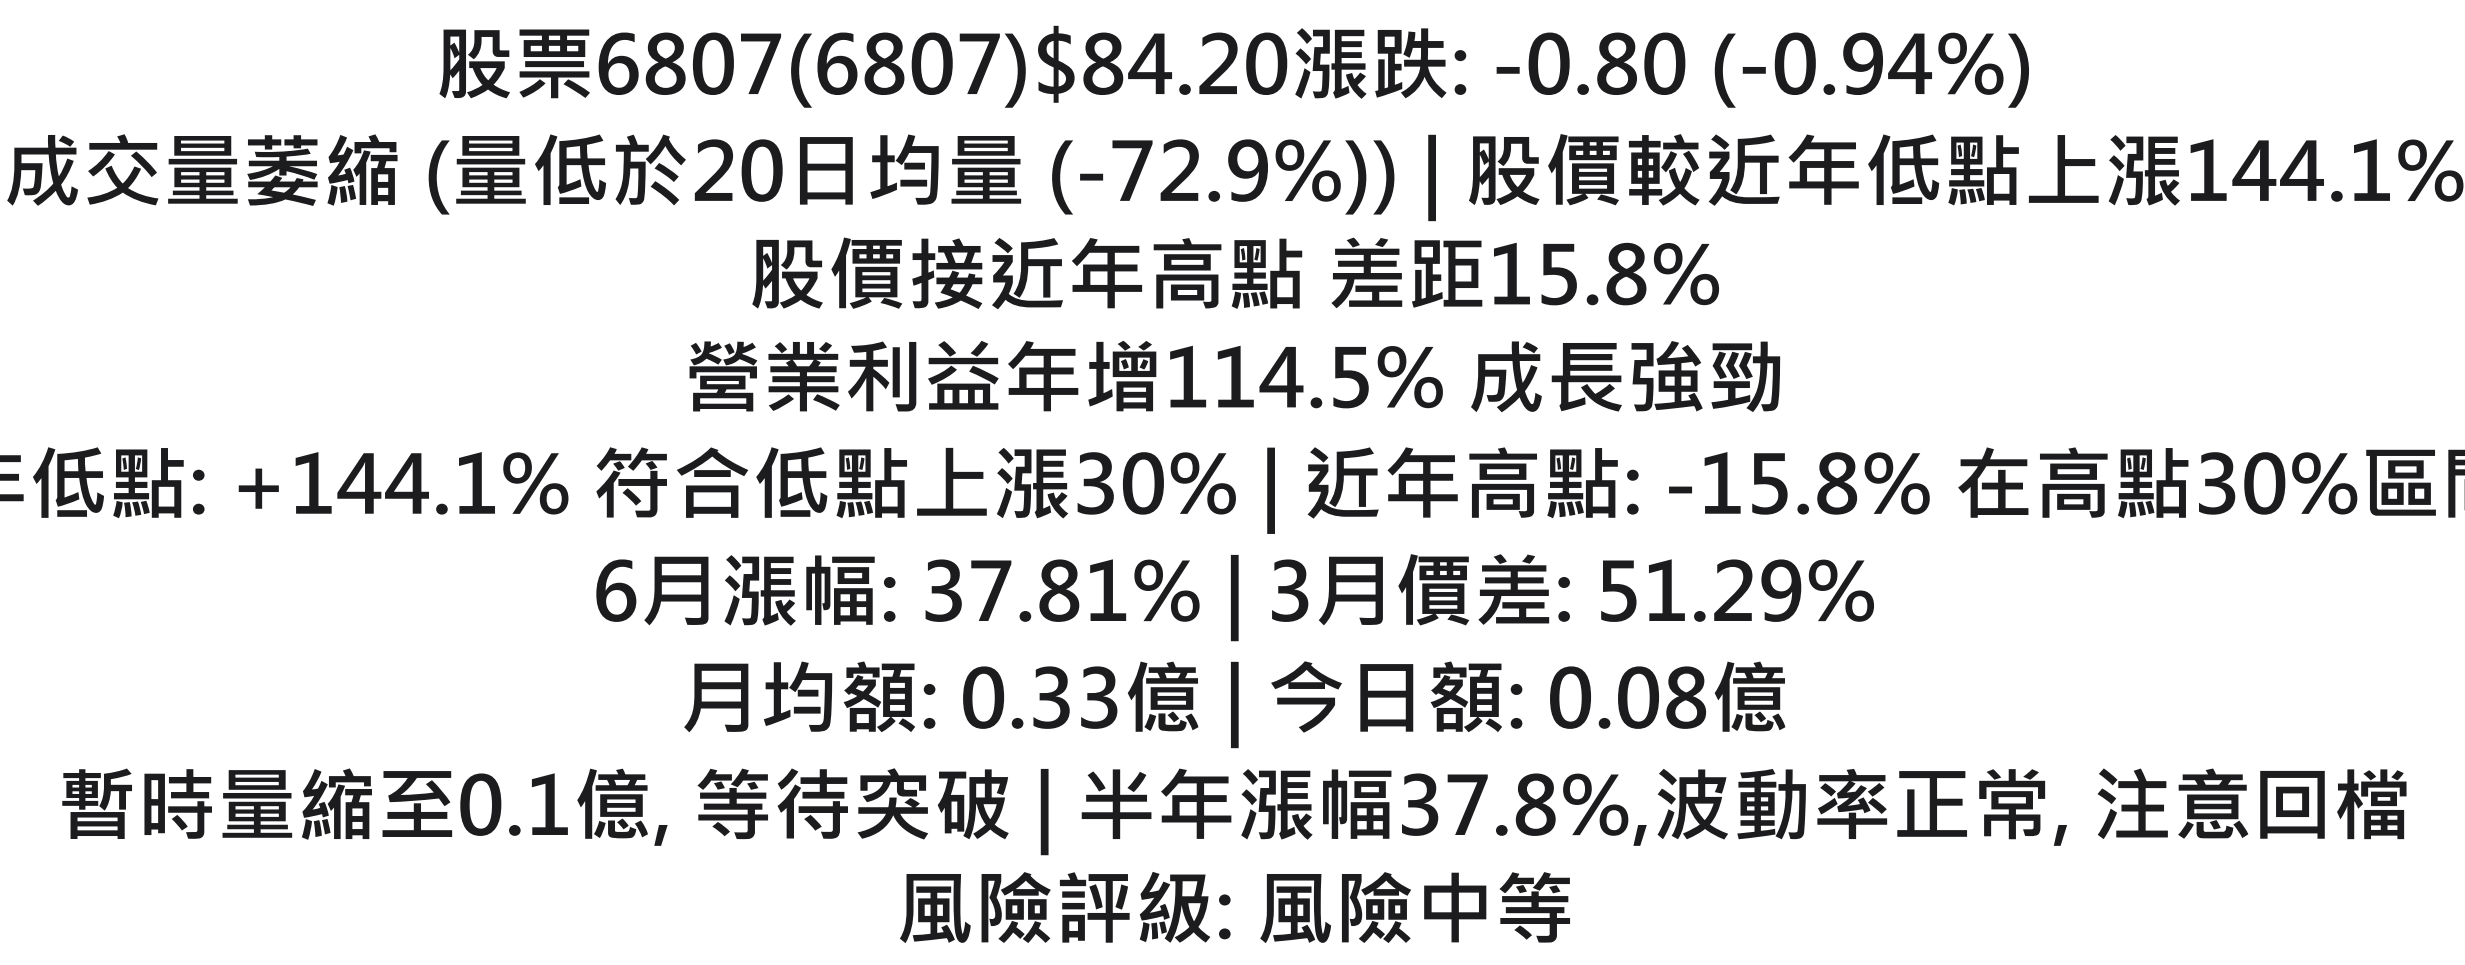 股票6807(6807)$84.20漲跌: -0.80 (-0.94%)
成交量萎縮 (量低於20日均量 (-72.9%)) | 股價較近年低點上漲144.1%
股價接近年高點 差距15.8%
營業利益年增114.5% 成長強勁
年低點: +144.1% 符合低點上漲30% | 近年高點: -15.8% 在高點30%區間
6月漲幅: 37.81% | 3月價差: 51.29%
月均額: 0.33億 | 今日額: 0.08億
暫時量縮至0.1億, 等待突破 | 半年漲幅37.8%,波動率正常, 注意回檔
風險評級: 風險中等